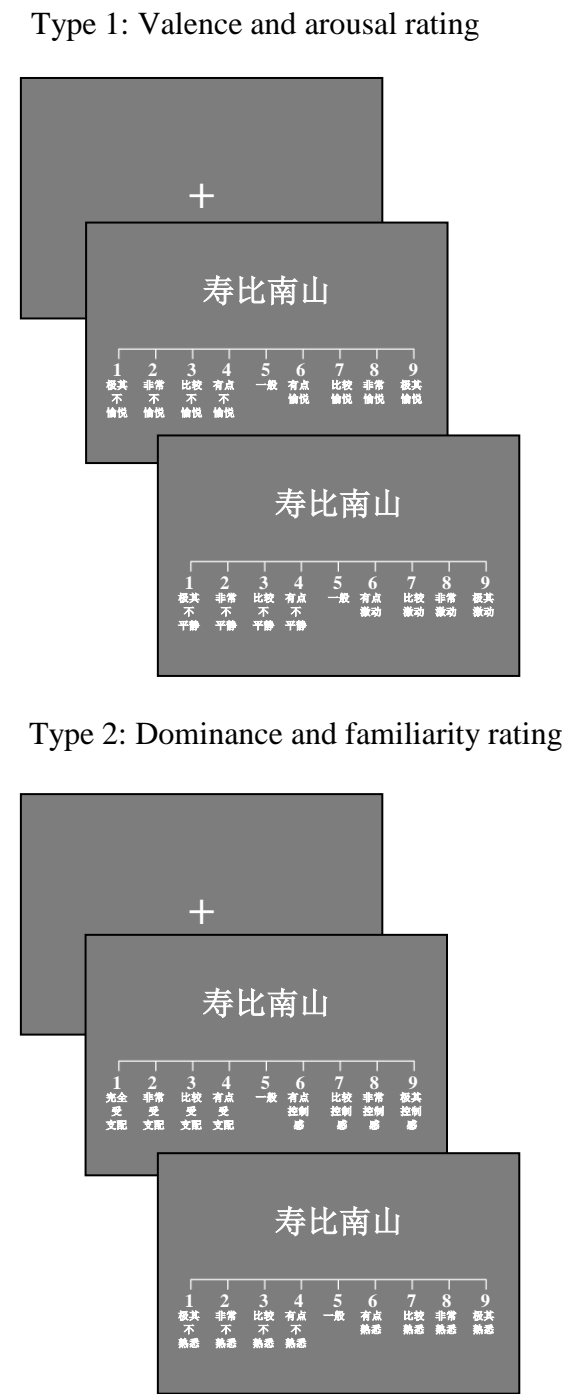 Type 1: Valence and arousal rating
+
寿比南山
1 2 3 4 5 6 7 8 9
极其 非常 比较 有点 一般 有点 比较 非常 极其
不 不 不 不 愉悦 愉悦 愉悦 愉悦
愉悦 愉悦 愉悦 愉悦
寿比南山
1 2 3 4 5 6 7 8 9
极其 非常 比较 有点 一般 有点 比较 非常 极其
不 不 不 不 激动 激动 激动 激动
平静 平静 平静 平静
Type 2: Dominance and familiarity rating
+
寿比南山
1 2 3 4 5 6 7 8 9
完全 非常 比较 有点 一般 有点 比较 非常 极其
受 受 受 受 控制 控制 控制 控制
支配 支配 支配 支配 感 感 感 感
寿比南山
1 2 3 4 5 6 7 8 9
极其 非常 比较 有点 一般 有点 比较 非常 极其
不 不 不 不 熟悉 熟悉 熟悉 熟悉
熟悉 熟悉 熟悉 熟悉